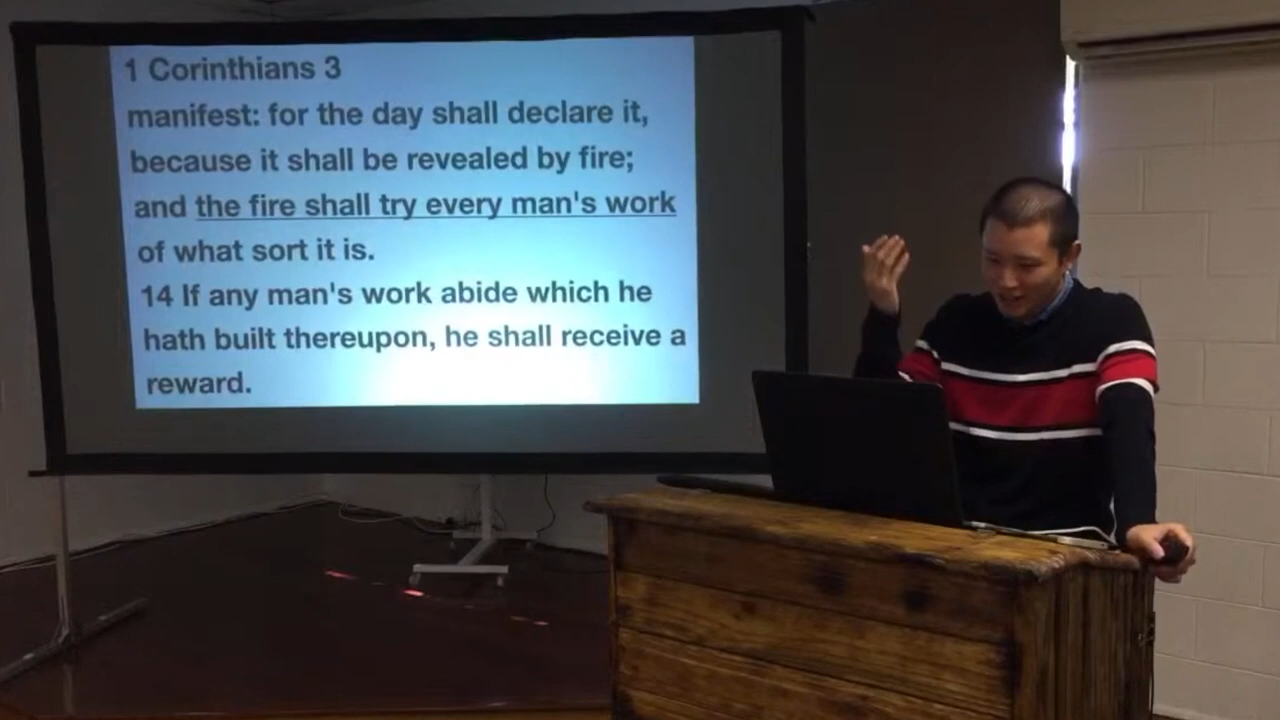 1 Corinthians 3
manifest: for the day shall declare it,
because it shall be revealed by fire;
and the fire shall try every man's work
of what sort it is.
14 If any man's work abide which he
hath built thereupon, he shall receive a
reward.